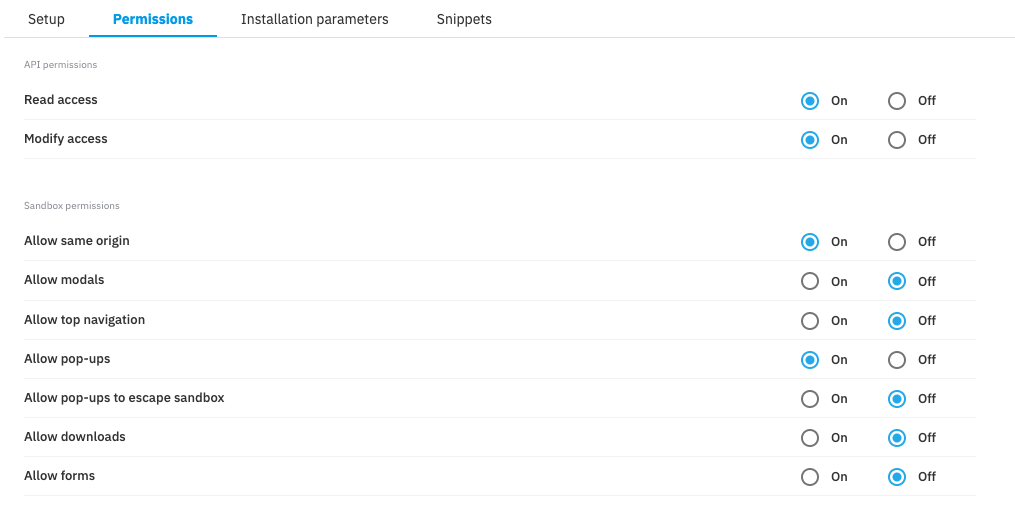 Setup Permissions Installation parameters Snippets
API permissions
Read access On Off
Modify access On Off
Sandbox permissions
Allow same origin On Off
Allow modals On Off
Allow top navigation On Off
Allow pop-ups On Off
Allow pop-ups to escape sandbox On Off
Allow downloads On Off
Allow forms On Off